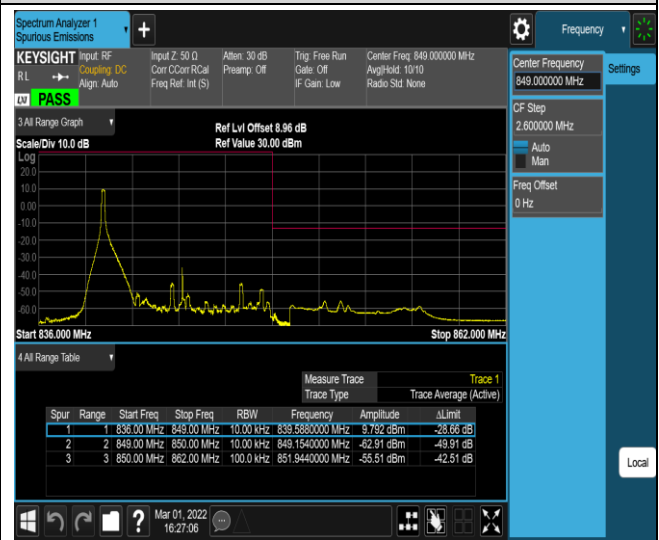 Spectrum Analyzer 1
Spurious Emissions
Frequency
KEYSIGHT Input: RF Input Z: 50 Ω Atten: 30 dB Trig: Free Run Center Freq: 849.000000 MHz
R L Coupling: DC Corr CCorr RCal Preamp: Off Gate: Off Avg|Hold: 10/10
Align: Auto Freq Ref: Int (S) IF Gain: Low Radio Std: None
LXI PASS
Center Frequency
849.000000 MHz
Settings
CF Step
2.600000 MHz
Auto
Man
Freq Offset
0 Hz
3 All Range Graph
Ref Lvl Offset 8.96 dB
Scale/Div 10.0 dB Ref Value 30.00 dBm
Log
20.0
10.0
0.00
-10.0
-20.0
-30.0
-40.0
-50.0
-60.0
Start 836.000 MHz Stop 862.000 MHz
4 All Range Table
Measure Trace Trace 1
Trace Type Trace Average (Active)
Spur Range Start Freq Stop Freq RBW Frequency Amplitude ΔLimit
1 1 836.00 MHz 849.00 MHz 10.00 kHz 839.5880000 MHz 9.792 dBm -28.66 dB
2 2 849.00 MHz 850.00 MHz 10.00 kHz 849.1540000 MHz -62.91 dBm -49.91 dB
3 3 850.00 MHz 862.00 MHz 100.0 kHz 851.9440000 MHz -55.51 dBm -42.51 dB
Local
Mar 01, 2022
16:27:06